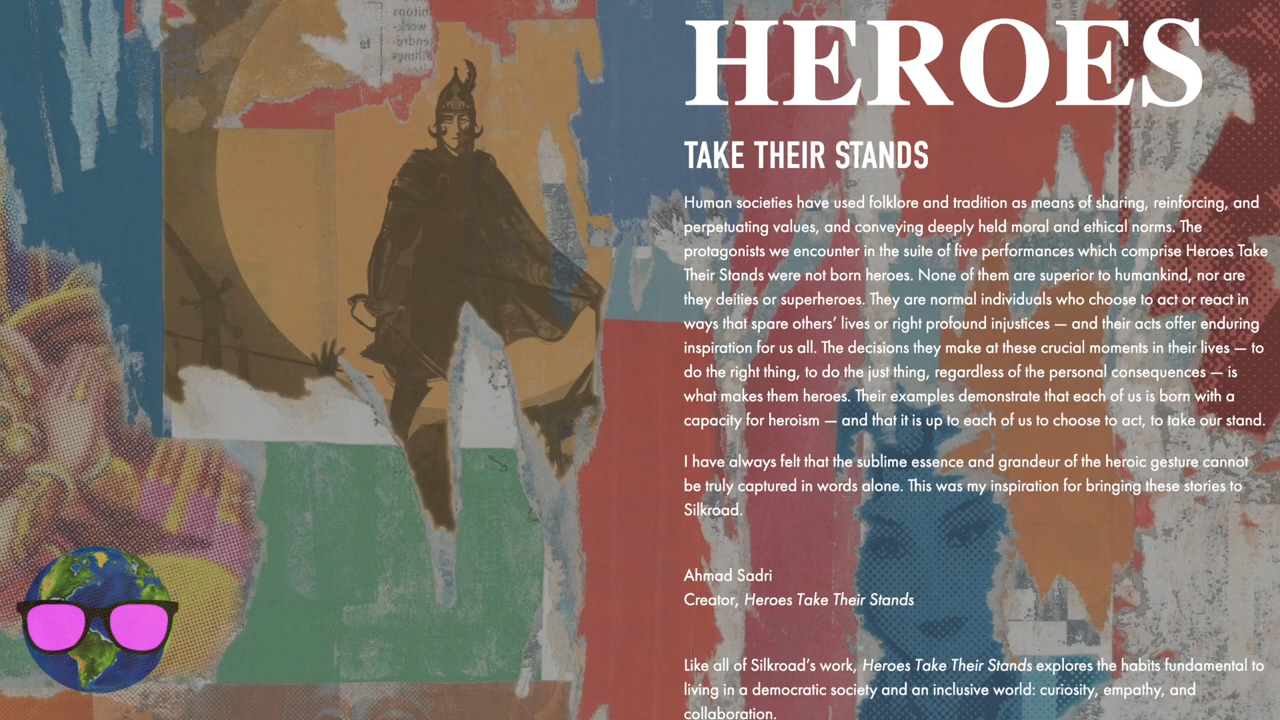 HEROES
TAKE THEIR STANDS
Human societies have used folklore and tradition as means of sharing, reinforcing, and
perpetuating values, and conveying deeply held moral and ethical norms. The
protagonists we encounter in the suite of five performances which comprise Heroes Take
Their Stands were not born heroes. None of them are superior to humankind, nor are
they deities or superheroes. They are normal individuals who choose to act or react in
ways that spare others’ lives or right profound injustices — and their acts offer enduring
inspiration for us all. The decisions they make at these crucial moments in their lives — to
do the right thing, to do the just thing, regardless of the personal consequences — is
what makes them heroes. Their examples demonstrate that each of us is born with a
capacity for heroism — and that it is up to each of us to choose to act, to take our stand.
I have always felt that the sublime essence and grandeur of the heroic gesture cannot
be truly captured in words alone. This was my inspiration for bringing these stories to
Silkroad.
Ahmad Sadri
Creator, Heroes Take Their Stands
Like all of Silkroad’s work, Heroes Take Their Stands explores the habits fundamental to
living in a democratic society and an inclusive world: curiosity, empathy, and
collaboration.